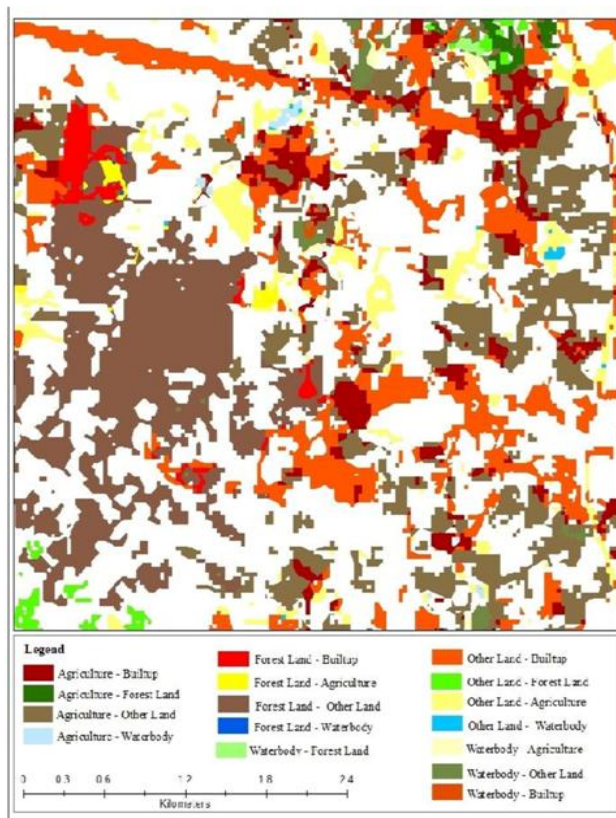 Legend
Agriculture - Builtup
Agriculture - Forest Land
Agriculture - Other Land
Agriculture - Waterbody
Forest Land - Builtup
Forest Land - Agriculture
Forest Land - Other Land
Forest Land - Waterbody
Waterbody - Forest Land
Other Land - Builtup
Other Land - Forest Land
Other Land - Agriculture
Other Land - Waterbody
Waterbody - Agriculture
Waterbody - Other Land
Waterbody - Builtup
0 0.3 0.6 1.2 1.8 2.4
Kilometers